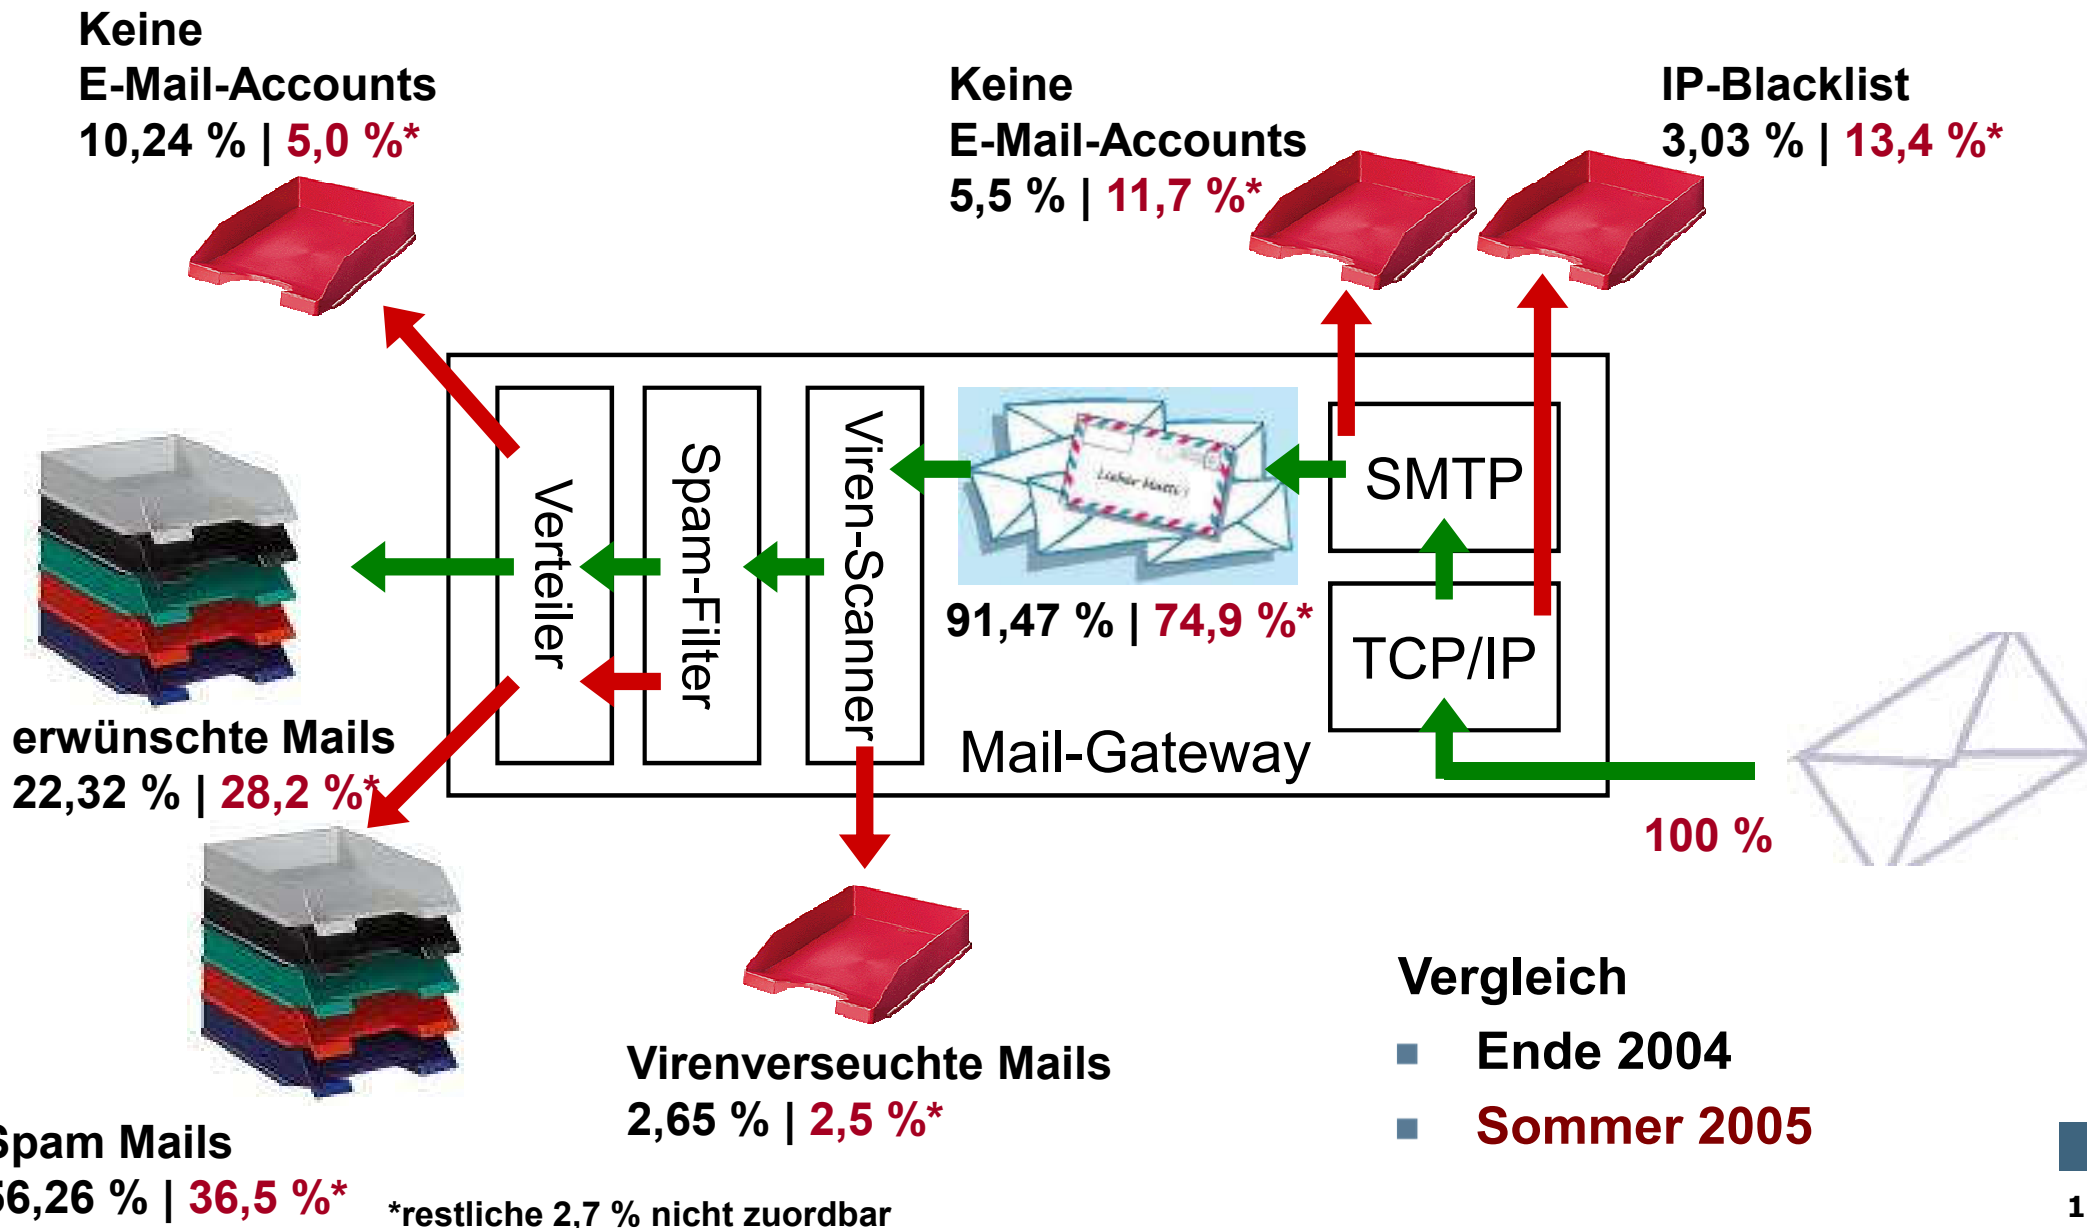 Keine
E-Mail-Accounts
10,24 % | 5,0 %*
Keine
E-Mail-Accounts
5,5 % | 11,7 %*
IP-Blacklist
3,03 % | 13,4 %*
Verteiler
Spam-Filter
Viren-Scanner
Lieber Matti!
SMTP
91,47 % | 74,9 %*
TCP/IP
Mail-Gateway
100 %
erwünschte Mails
22,32 % | 28,2 %*
Virenverseuchte Mails
2,65 % | 2,5 %*
Spam Mails
56,26 % | 36,5 %*
*restliche 2,7 % nicht zuordbar
Vergleich
Ende 2004
Sommer 2005
1